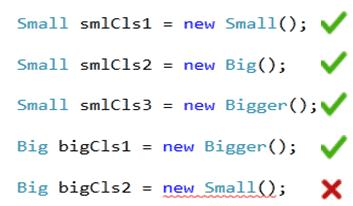 Small smlCls1 = new Small();
Small smlCls2 = new Big();
Small smlCls3 = new Bigger();
Big bigCls1 = new Bigger();
Big bigCls2 = new Small();